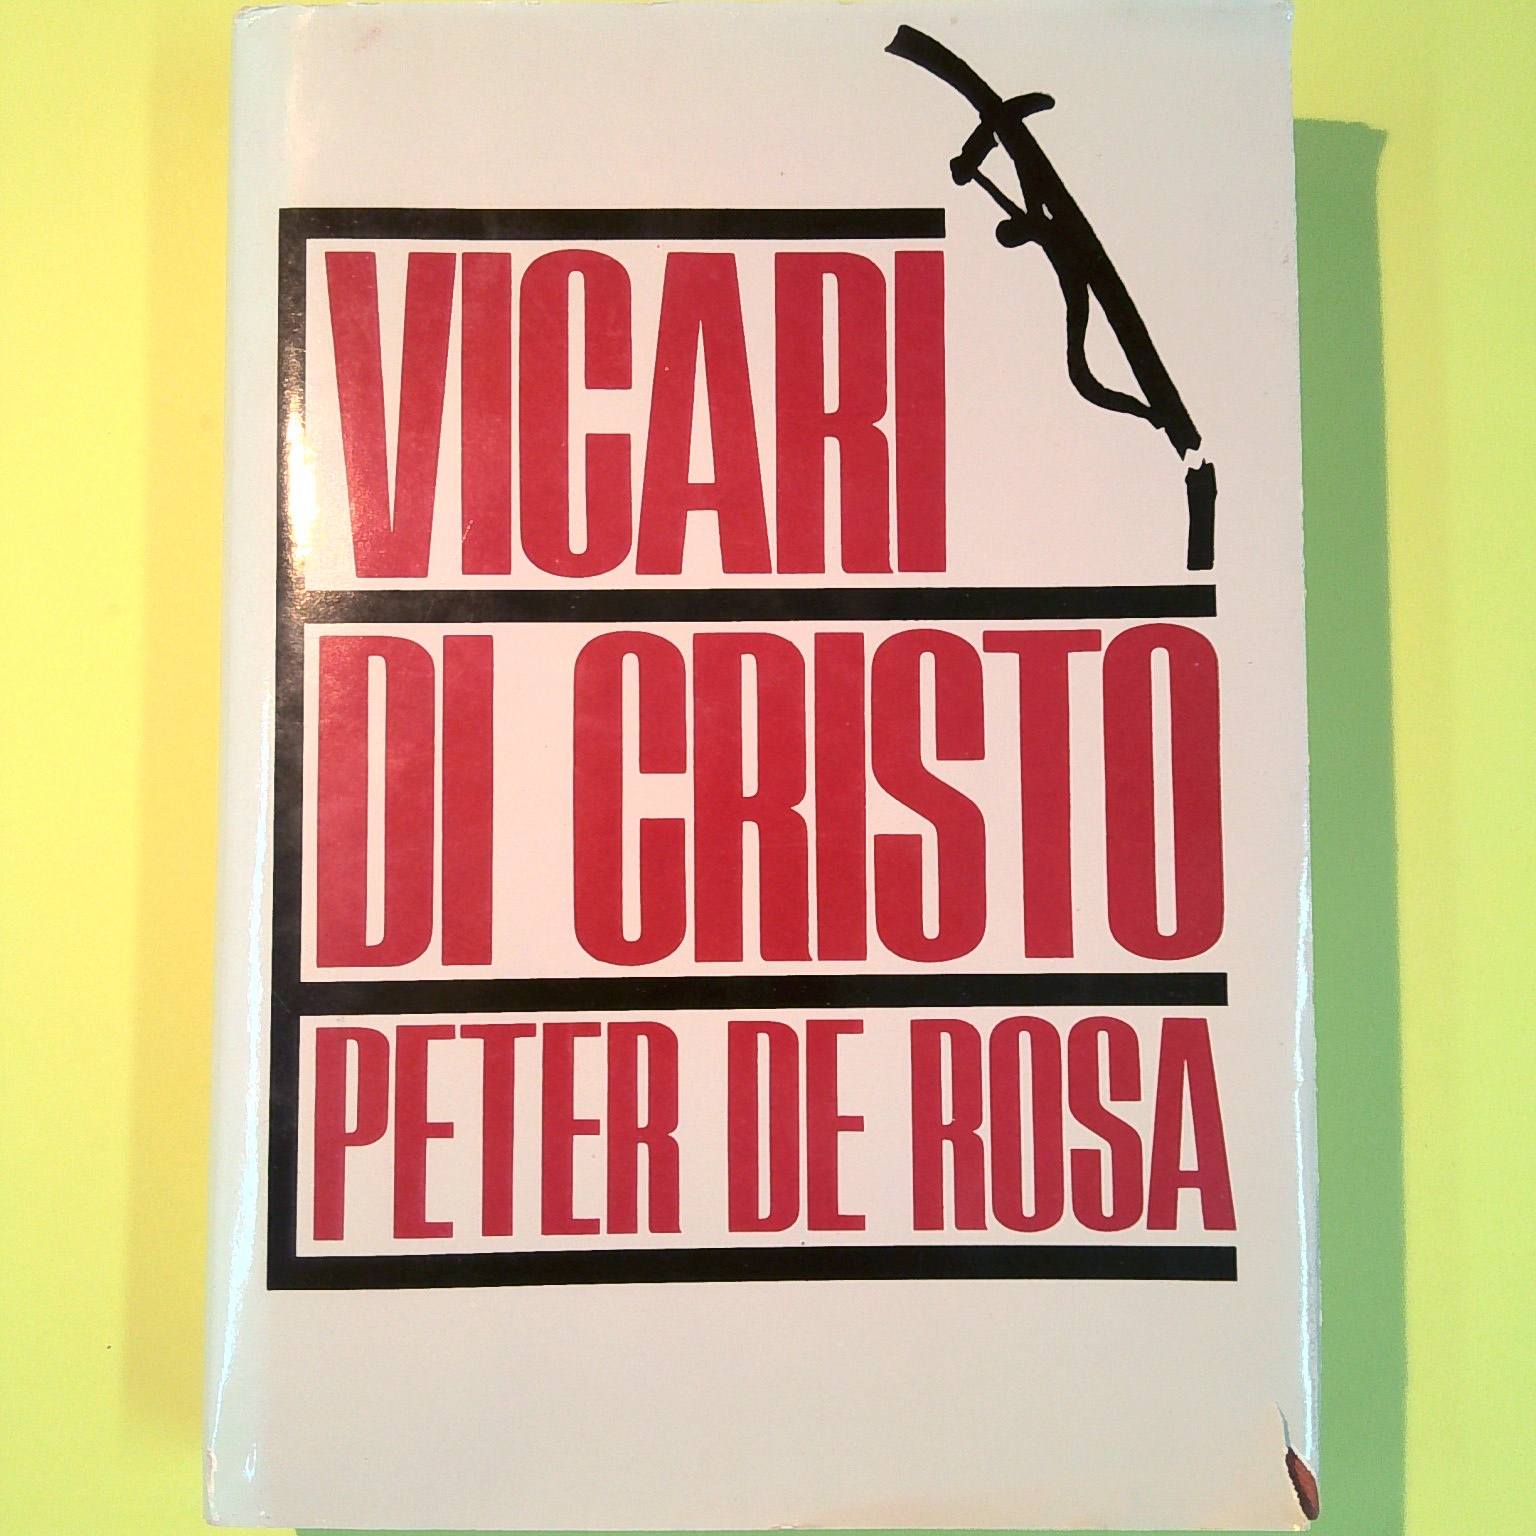 VICARI
DI CRISTO
PETER DE ROSA